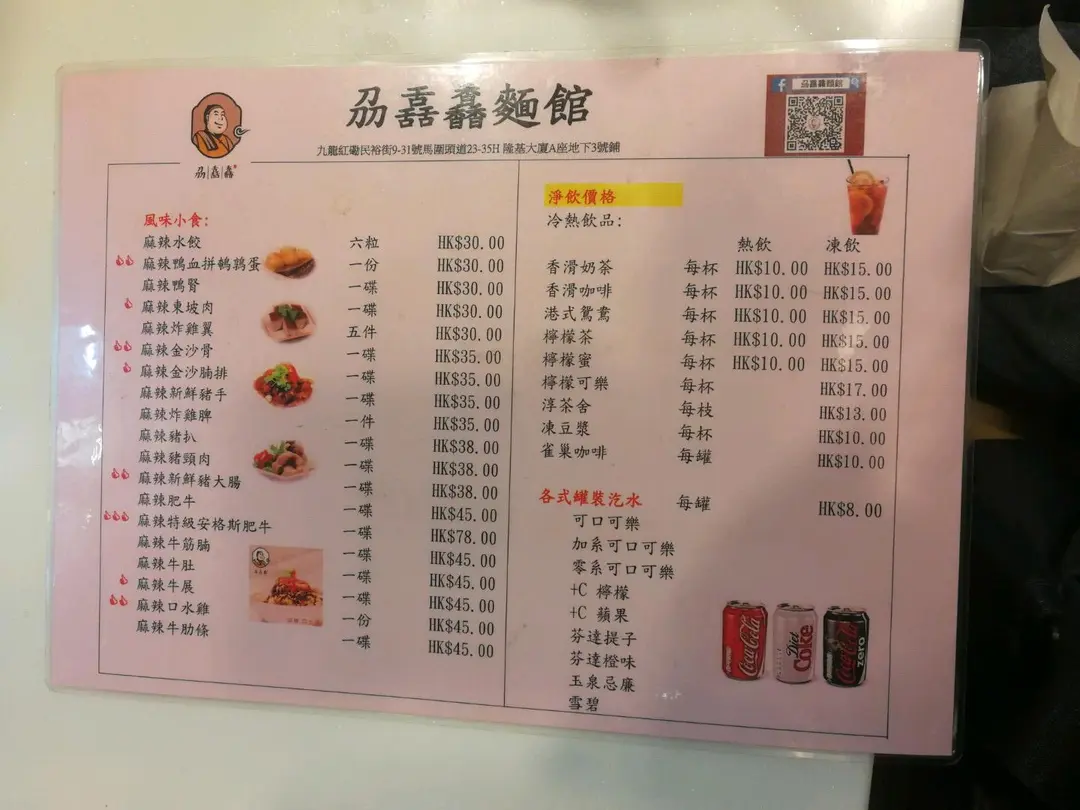 刕嚞馫麵館
九龍紅磡民裕街9-31號馬圍頭道23-35H 隆基大廈A座地下3號鋪
風味小食:
麻辣水餃 六粒 HK$30.00
麻辣鴨血拼鵪鶉蛋 一份 HK$30.00
麻辣鴨腎 一碟 HK$30.00
麻辣東坡肉 一碟 HK$30.00
麻辣炸雞翼 五件 HK$30.00
麻辣金沙骨 一碟 HK$35.00
麻辣金沙腩排 一碟 HK$35.00
麻辣新鮮豬手 一碟 HK$35.00
麻辣炸雞脾 一件 HK$35.00
麻辣豬扒 一碟 HK$38.00
麻辣豬頸肉 一碟 HK$38.00
麻辣新鮮豬大腸 一碟 HK$38.00
麻辣肥牛 一碟 HK$45.00
麻辣特級安格斯肥牛 一碟 HK$78.00
麻辣牛筋腩 一碟 HK$45.00
麻辣牛肚 一碟 HK$45.00
麻辣牛展 一碟 HK$45.00
麻辣口水雞 一份 HK$45.00
麻辣牛肋條 一碟 HK$45.00
淨飲價格
冷熱飲品:
熱飲 凍飲
香滑奶茶 每杯 HK$10.00 HK$15.00
香滑咖啡 每杯 HK$10.00 HK$15.00
港式鴛鴦 每杯 HK$10.00 HK$15.00
檸檬茶 每杯 HK$10.00 HK$15.00
檸檬蜜 每杯 HK$10.00 HK$15.00
檸檬可樂 每杯 HK$17.00
淳茶舍 每枝 HK$13.00
凍豆漿 每杯 HK$10.00
雀巢咖啡 每罐 HK$10.00
各式罐裝汽水 每罐 HK$8.00
可口可樂
加系可口可樂
零系可口可樂
+C 檸檬
+C 蘋果
芬達提子
芬達橙味
玉泉忌廉
雪碧
Coca-Cola
Diet Coke
Coca-Cola zero